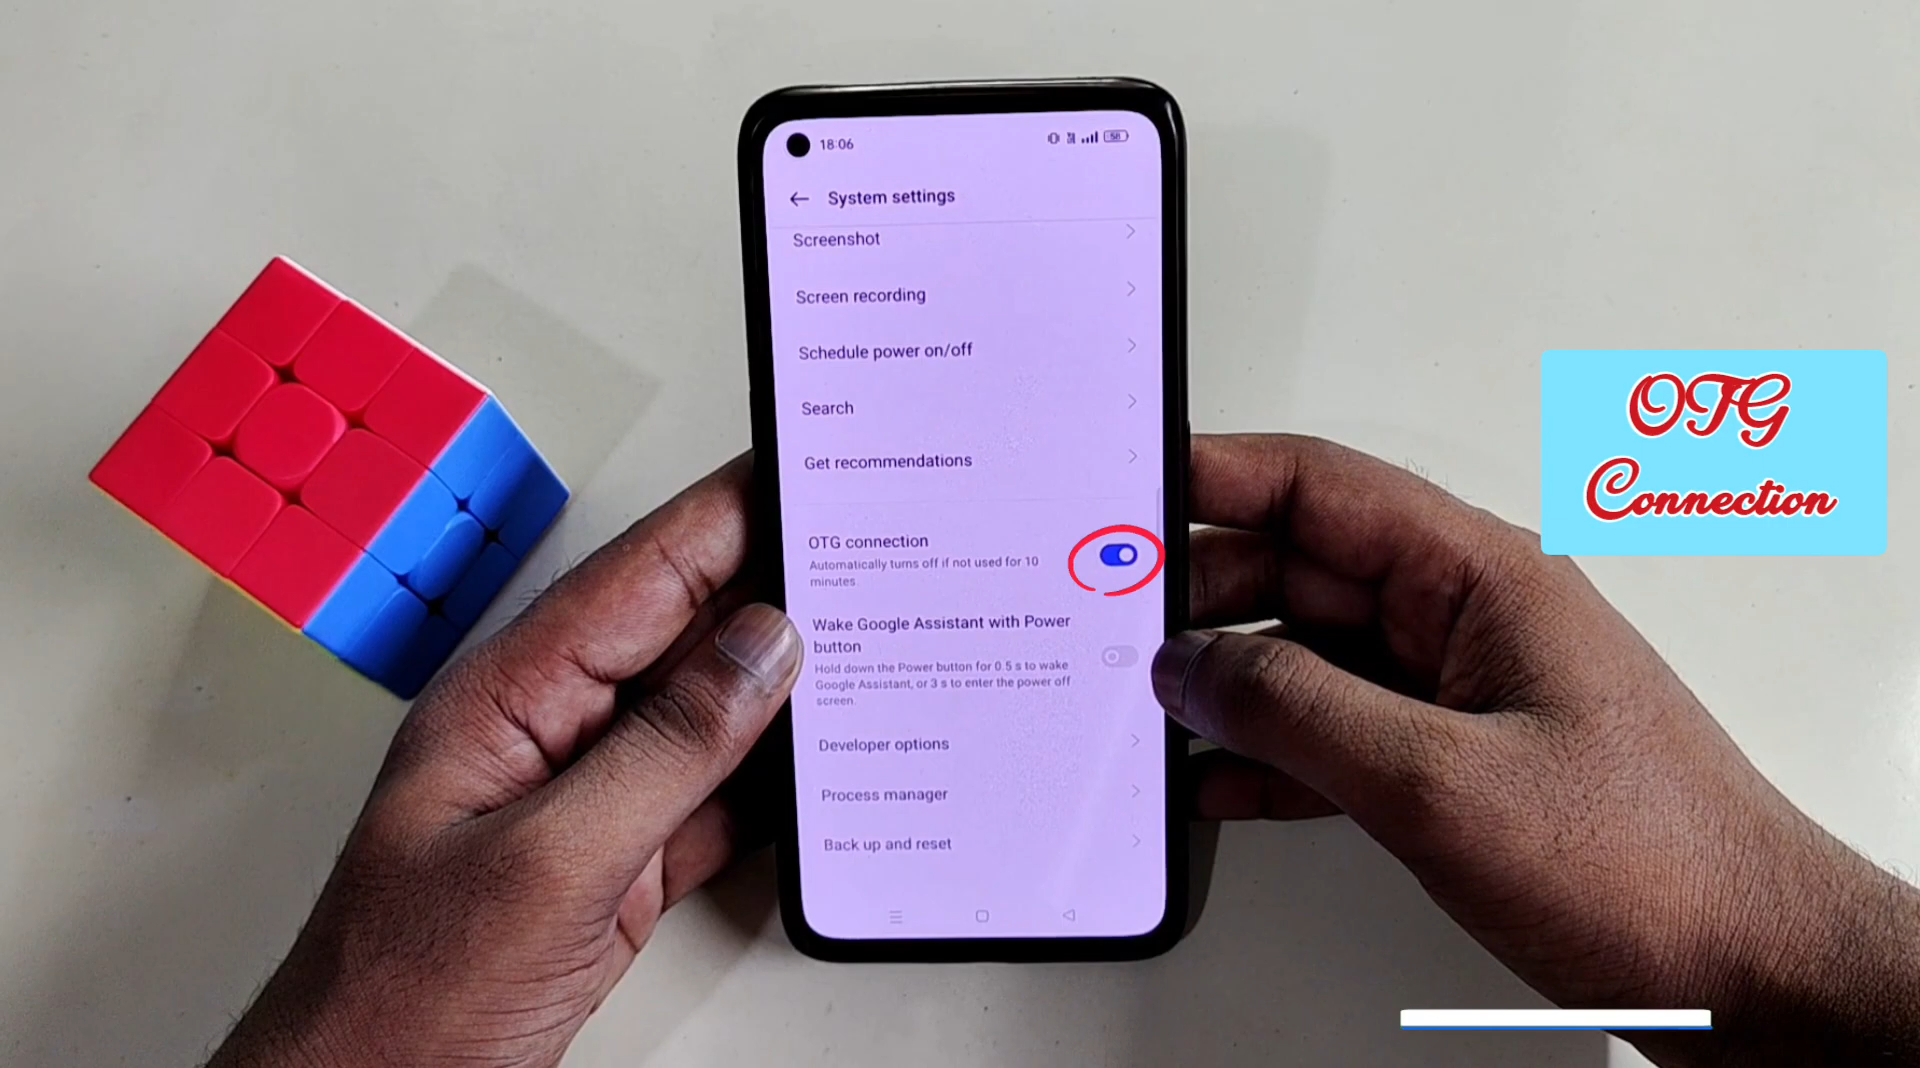 18:06
58
System settings
Screenshot
Screen recording
Schedule power on/off
Search
Get recommendations
OTG connection
Automatically turns off if not used for 10
minutes.
Wake Google Assistant with Power
button
Hold down the Power button for 0.5 s to wake
Google Assistant, or 3 s to enter the power off
screen.
Developer options
Process manager
Back up and reset
OTG
Connection